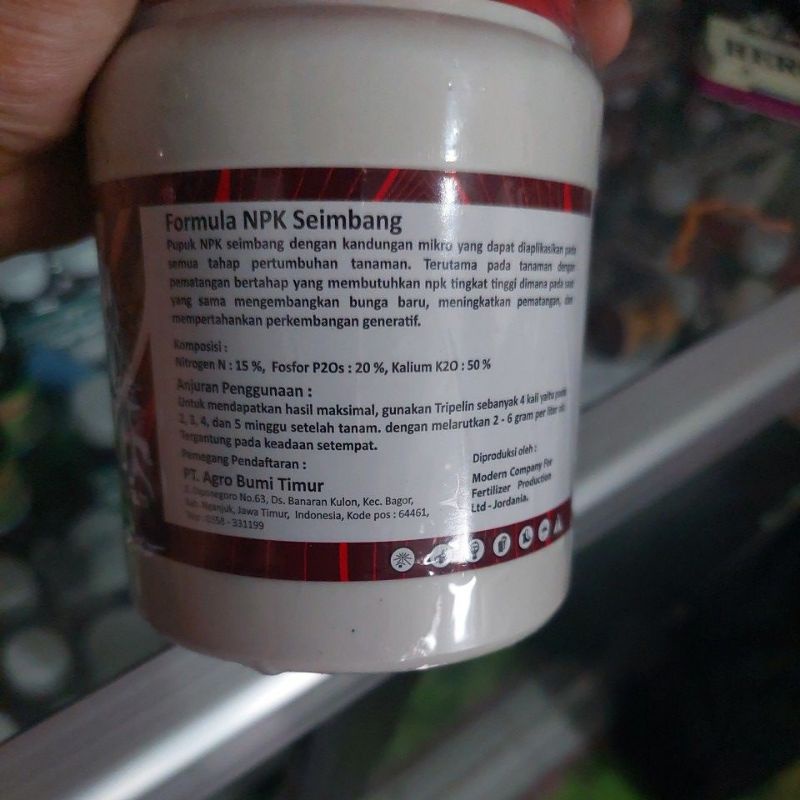 Formula NPK Seimbang
Pupuk NPK seimbang dengan kandungan mikro yang dapat diaplikasikan pada
semua tahap pertumbuhan tanaman. Terutama pada tanaman dengan
pematangan bertahap yang membutuhkan npk tingkat tinggi dimana pada saat
yang sama mengembangkan bunga baru, meningkatkan pematangan, dan
mempertahankan perkembangan generatif.
Komposisi :
Nitrogen N : 15 %, Fosfor P2Os : 20 %, Kalium K2O : 50 %
Anjuran Penggunaan :
Untuk mendapatkan hasil maksimal, gunakan Tripelin sebanyak 4 kali yaitu
2, 3, 4, dan 5 minggu setelah tanam. dengan melarutkan 2 - 6 gram per liter
Tergantung pada keadaan setempat.
Pemegang Pendaftaran :
PT. Agro Bumi Timur
Diponegoro No.63, Ds. Banaran Kulon, Kec. Bagor,
Kab. Nganjuk, Jawa Timur, Indonesia, Kode pos : 64461,
0358 - 331199
Diproduksi oleh :
Modern Company For
Fertilizer Production
Ltd - Jordania.